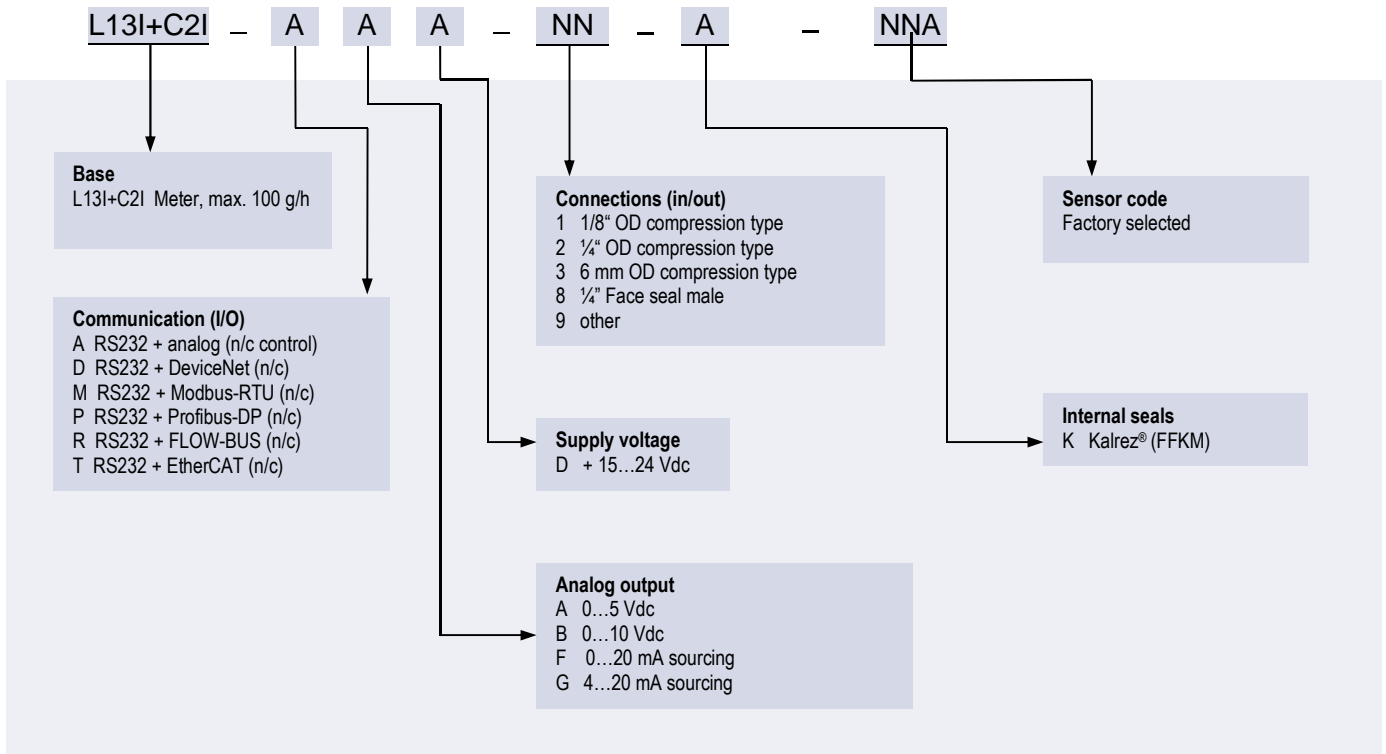 L13I+C2I – A A A – NN – A – NNA
Base
L13I+C2I Meter, max. 100 g/h
Communication (I/O)
A RS232 + analog (n/c control)
D RS232 + DeviceNet (n/c)
M RS232 + Modbus-RTU (n/c)
P RS232 + Profibus-DP (n/c)
R RS232 + FLOW-BUS (n/c)
T RS232 + EtherCAT (n/c)
Connections (in/out)
1 1/8“ OD compression type
2 ¼“ OD compression type
3 6 mm OD compression type
8 ¼” Face seal male
9 other
Supply voltage
D + 15…24 Vdc
Analog output
A 0…5 Vdc
B 0…10 Vdc
F 0…20 mA sourcing
G 4…20 mA sourcing
Sensor code
Factory selected
Internal seals
K Kalrez® (FFKM)